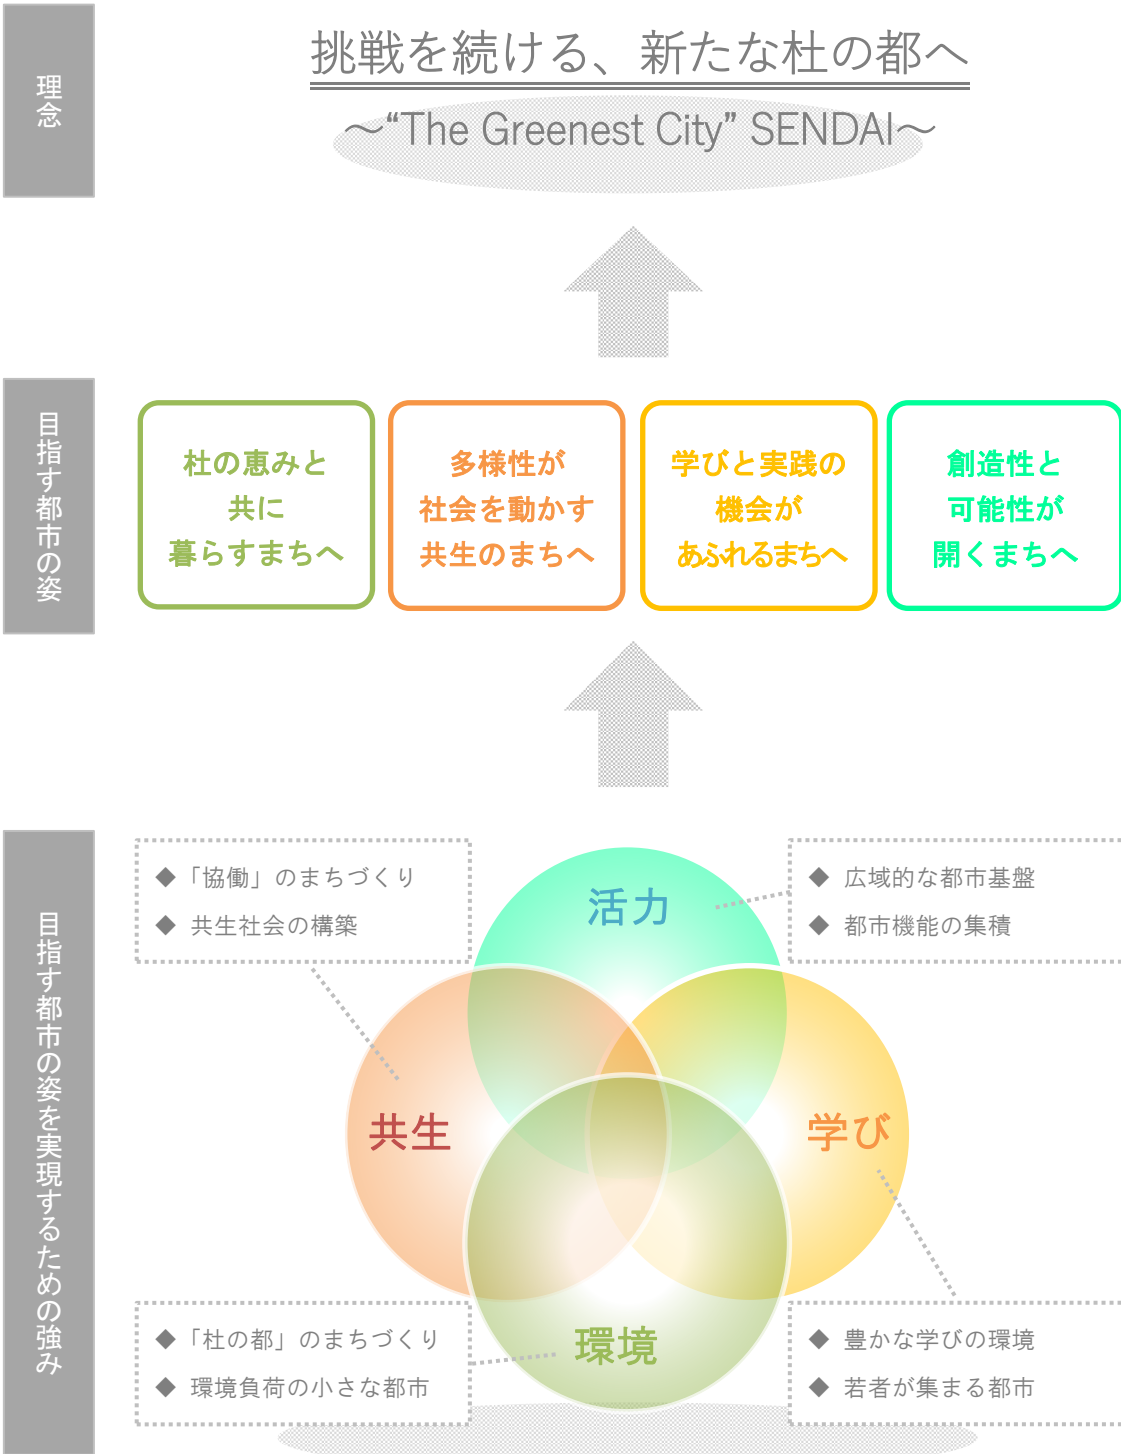 理念
挑戦を続ける、新たな杜の都へ
～“The Greenest City” SENDAI～
目指す都市の姿
杜の恵みと
共に
暮らすまちへ
多様性が
社会を動かす
共生のまちへ
学びと実践の
機会が
あふれるまちへ
創造性と
可能性が
開くまちへ
目指す都市の姿を実現するための強み
◆「協働」のまちづくり
◆ 共生社会の構築
活力
◆ 広域的な都市基盤
◆ 都市機能の集積
共生
学び
◆「杜の都」のまちづくり
◆ 環境負荷の小さな都市
環境
◆ 豊かな学びの環境
◆ 若者が集まる都市